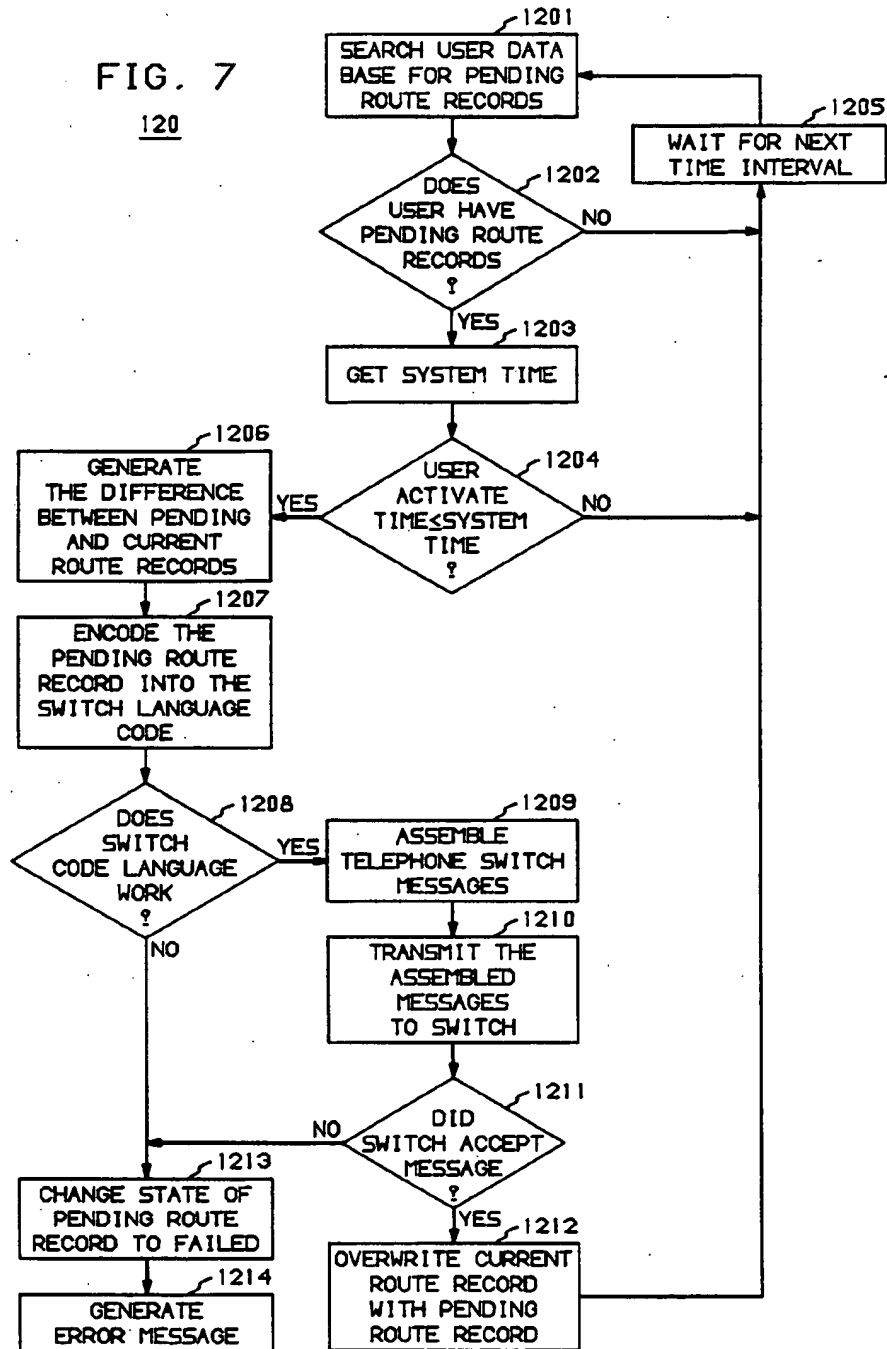 FIG. 7
120
1201
SEARCH USER DATA
BASE FOR PENDING
ROUTE RECORDS
1205
WAIT FOR NEXT
TIME INTERVAL
1202
DOES
USER HAVE
PENDING ROUTE
RECORDS
?
NO
YES
1203
GET SYSTEM TIME
1204
USER
ACTIVATE
TIME≤SYSTEM
TIME
?
YES
NO
1206
GENERATE
THE DIFFERENCE
BETWEEN PENDING
AND CURRENT
ROUTE RECORDS
1207
ENCODE THE
PENDING ROUTE
RECORD INTO THE
SWITCH LANGUAGE
CODE
1208
DOES
SWITCH
CODE LANGUAGE
WORK
?
YES
NO
1209
ASSEMBLE
TELEPHONE SWITCH
MESSAGES
1210
TRANSMIT THE
ASSEMBLED
MESSAGES
TO SWITCH
1211
DID
SWITCH ACCEPT
MESSAGE
?
NO
YES
1213
CHANGE STATE OF
PENDING ROUTE
RECORD TO FAILED
1214
GENERATE
ERROR MESSAGE
1212
OVERWRITE CURRENT
ROUTE RECORD
WITH PENDING
ROUTE RECORD